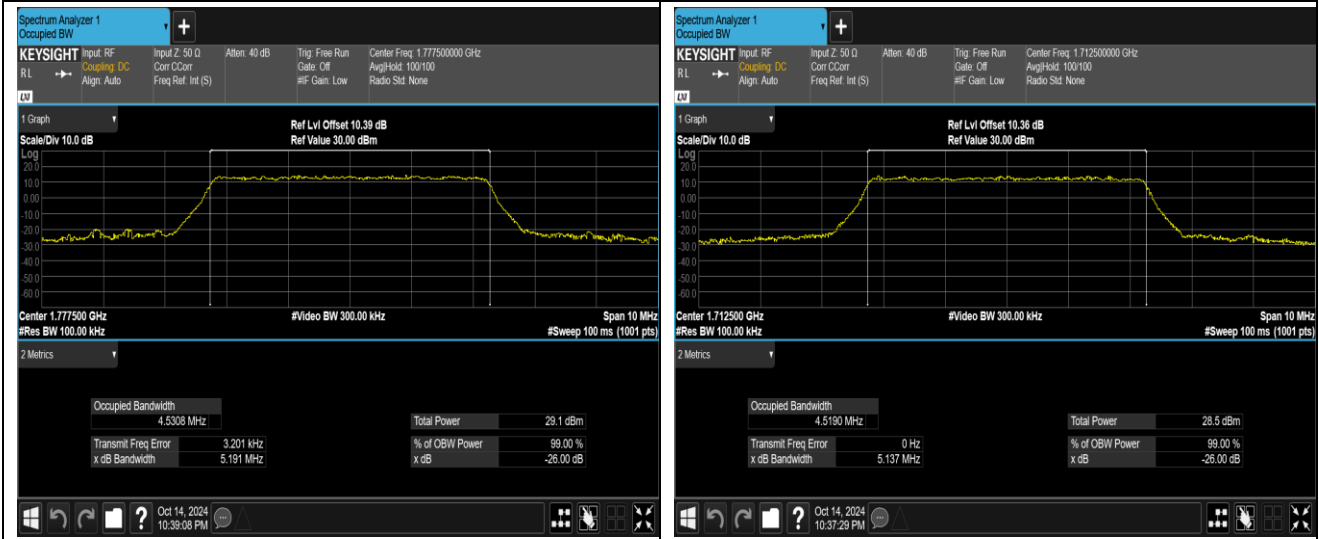 Spectrum Analyzer 1
Occupied BW
+
KEYSIGHT Input: RF Input Z: 50 Ω Atten: 40 dB Trig: Free Run Center Freq: 1.777500000 GHz
Coupling: DC Corr CCorr Gate: Off Avg|Hold: 100/100
R L Align: Auto Freq Ref: Int (S) #IF Gain: Low Radio Std: None
LXI
1 Graph
Ref Lvl Offset 10.39 dB
Scale/Div 10.0 dB Ref Value 30.00 dBm
Log
20.0
10.0
0.00
-10.0
-20.0
-30.0
-40.0
-50.0
-60.0
Center 1.777500 GHz #Video BW 300.00 kHz Span 10 MHz
#Res BW 100.00 kHz #Sweep 100 ms (1001 pts)
2 Metrics
Occupied Bandwidth
4.5308 MHz Total Power 29.1 dBm
Transmit Freq Error 3.201 kHz % of OBW Power 99.00 %
x dB Bandwidth 5.191 MHz x dB -26.00 dB
? Oct 14, 2024
10:39:08 PM
Spectrum Analyzer 1
Occupied BW
+
KEYSIGHT Input: RF Input Z: 50 Ω Atten: 40 dB Trig: Free Run Center Freq: 1.712500000 GHz
Coupling: DC Corr CCorr Gate: Off Avg|Hold: 100/100
R L Align: Auto Freq Ref: Int (S) #IF Gain: Low Radio Std: None
LXI
1 Graph
Ref Lvl Offset 10.36 dB
Scale/Div 10.0 dB Ref Value 30.00 dBm
Log
20.0
10.0
0.00
-10.0
-20.0
-30.0
-40.0
-50.0
-60.0
Center 1.712500 GHz #Video BW 300.00 kHz Span 10 MHz
#Res BW 100.00 kHz #Sweep 100 ms (1001 pts)
2 Metrics
Occupied Bandwidth
4.5190 MHz Total Power 28.5 dBm
Transmit Freq Error 0 Hz % of OBW Power 99.00 %
x dB Bandwidth 5.137 MHz x dB -26.00 dB
? Oct 14, 2024
10:37:29 PM